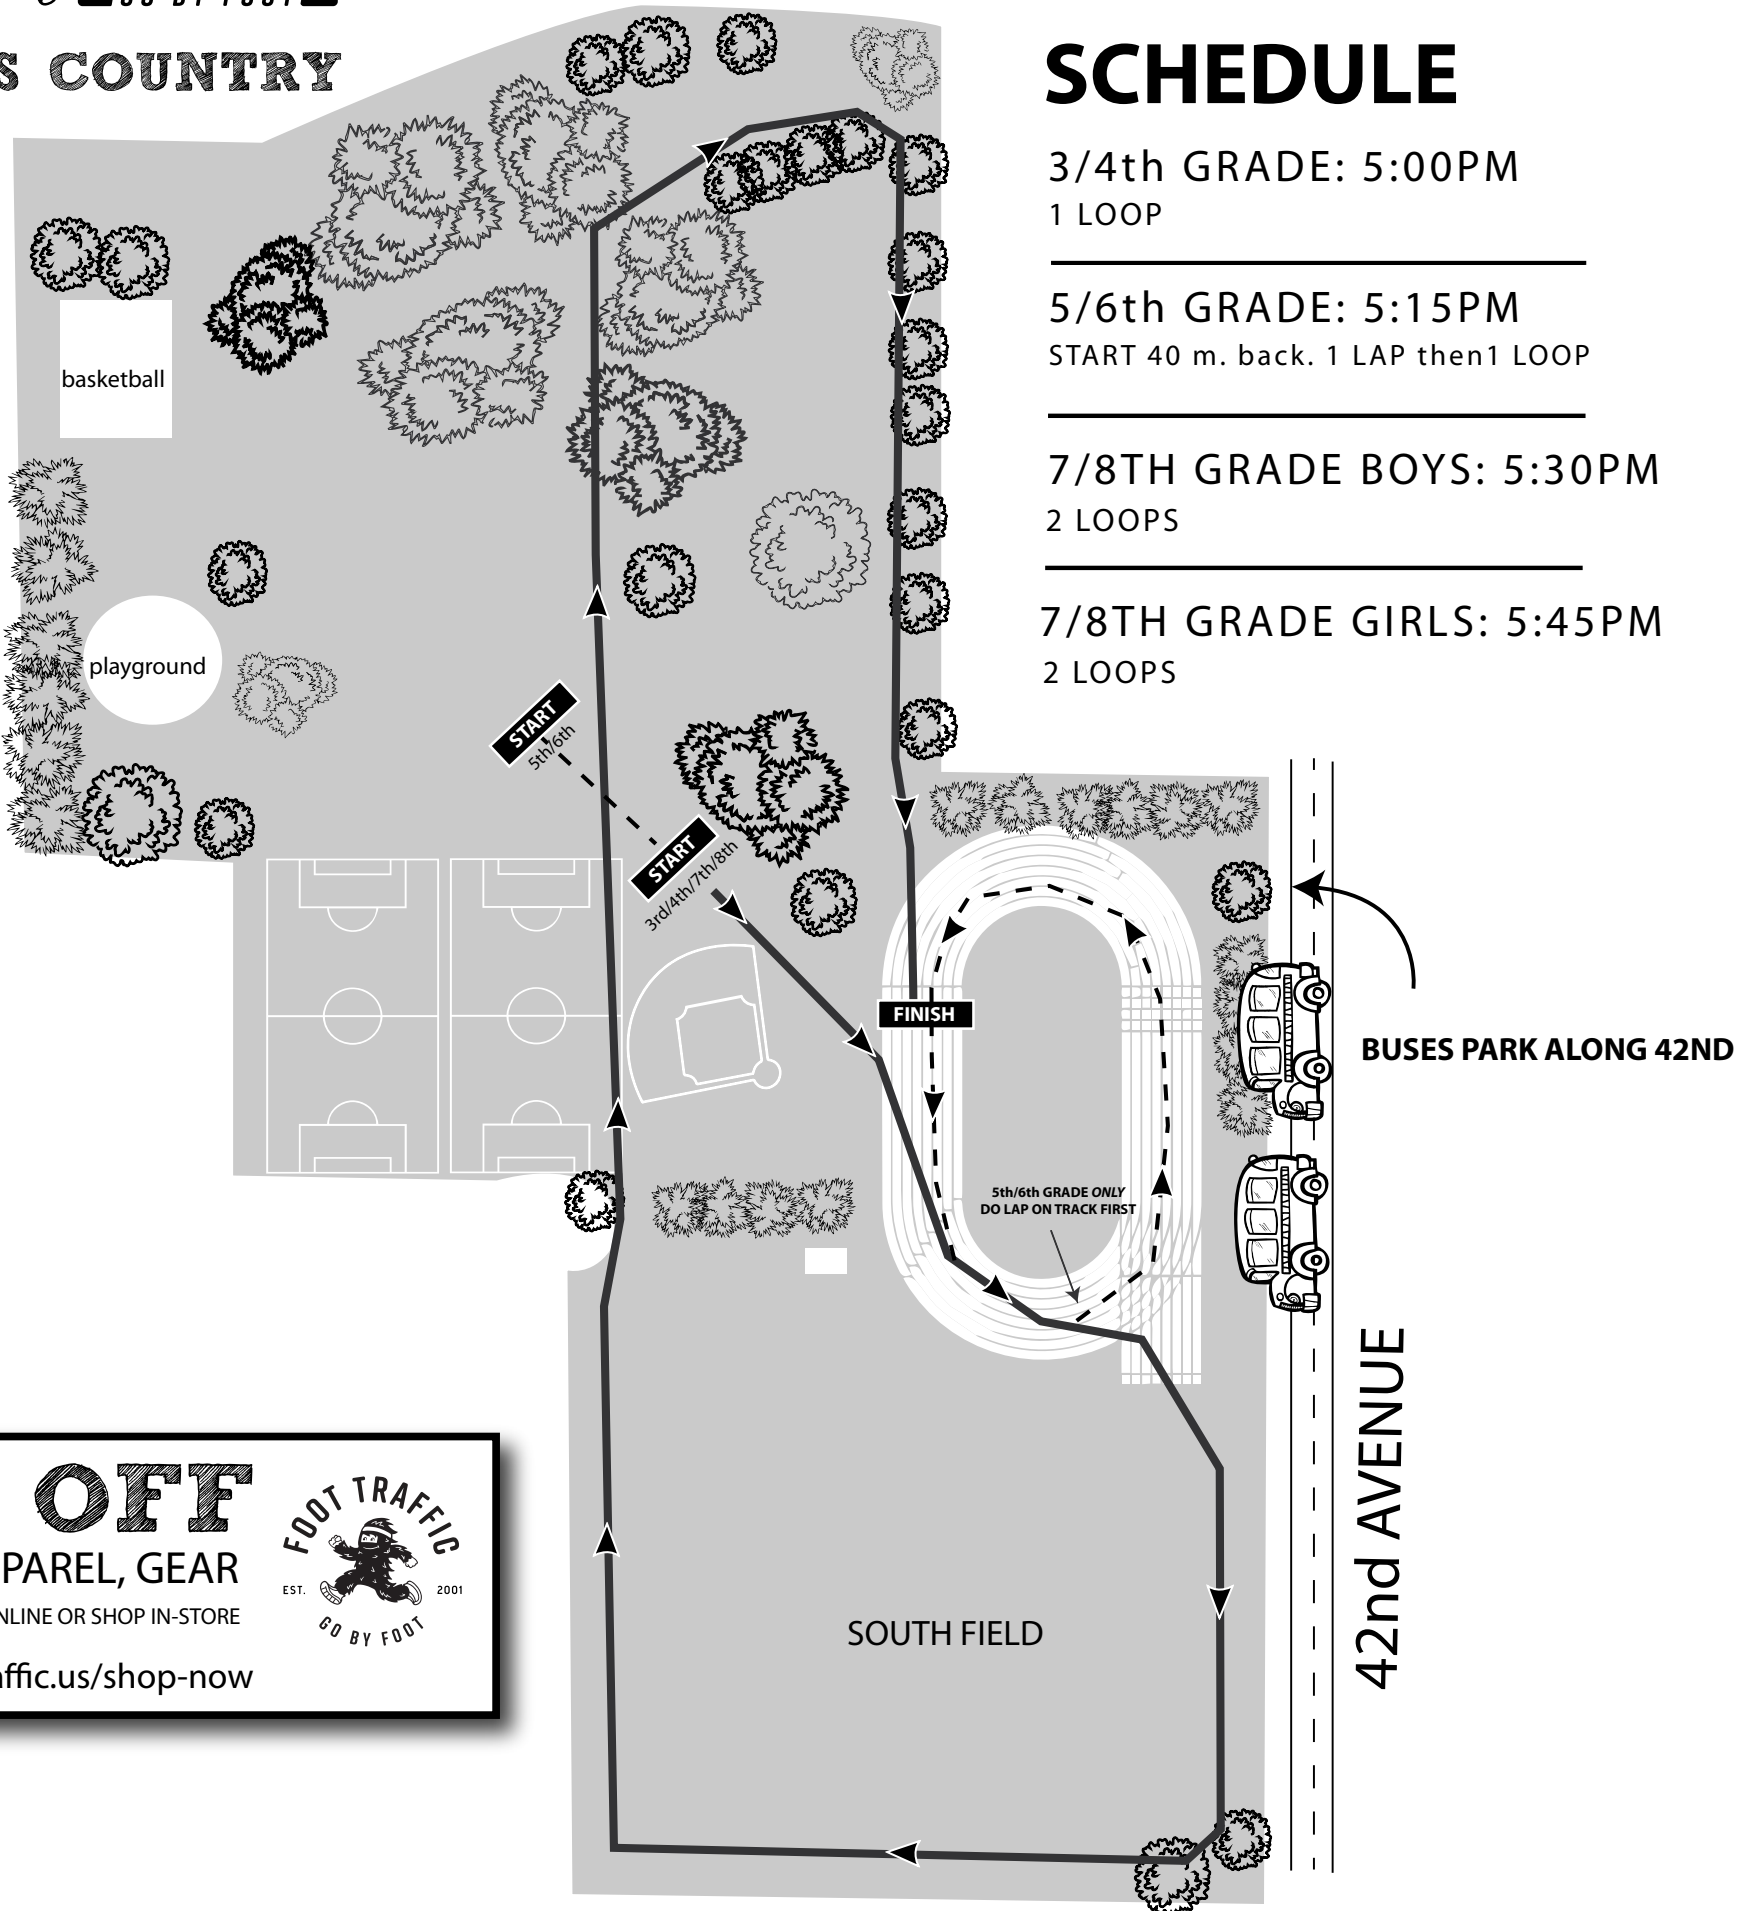 S COUNTRY
SCHEDULE
3/4th GRADE: 5:00PM
1 LOOP
5/6th GRADE: 5:15PM
START 40 m. back. 1 LAP then1 LOOP
7/8TH GRADE BOYS: 5:30PM
2 LOOPS
7/8TH GRADE GIRLS: 5:45PM
2 LOOPS
basketball
playground
START
5th/6th
START
3rd/4th/7th/8th
FINISH
BUSES PARK ALONG 42ND
5th/6th GRADE ONLY
DO LAP ON TRACK FIRST
42nd AVENUE
SOUTH FIELD
OFF
PAREL, GEAR
NLINE OR SHOP IN-STORE
affic.us/shop-now
FOOT TRAFFIC
EST. 2001
GO BY FOOT